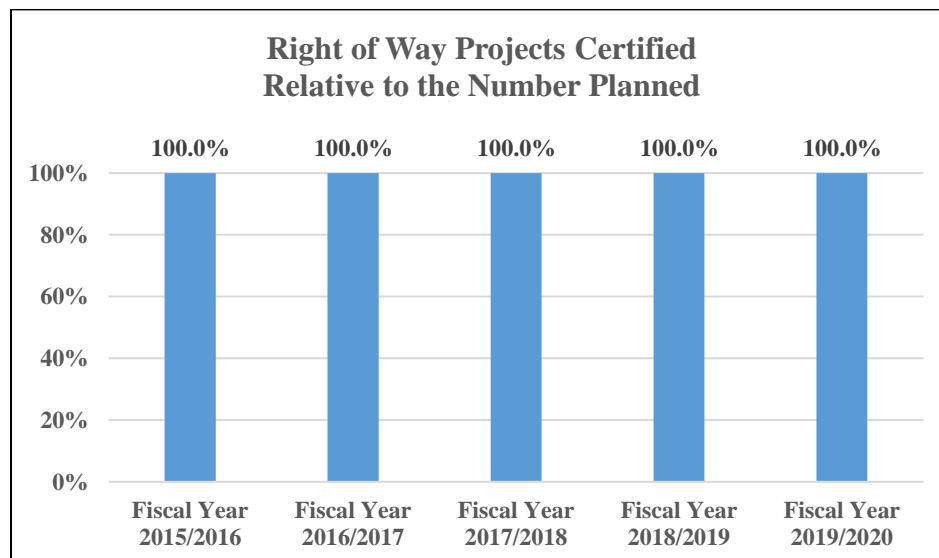 Right of Way Projects Certified
Relative to the Number Planned
100.0% 100.0% 100.0% 100.0% 100.0%
100%
80%
60%
40%
20%
0%
Fiscal Year Fiscal Year Fiscal Year Fiscal Year Fiscal Year
2015/2016 2016/2017 2017/2018 2018/2019 2019/2020